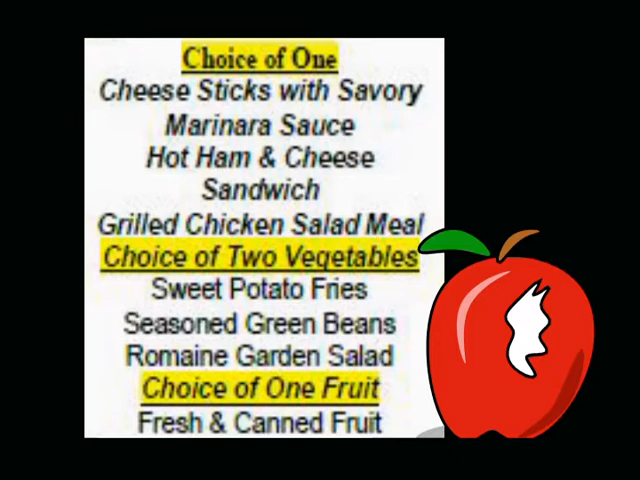 Choice of One
Cheese Sticks with Savory
Marinara Sauce
Hot Ham & Cheese
Sandwich
Grilled Chicken Salad Meal
Choice of Two Vegetables
Sweet Potato Fries
Seasoned Green Beans
Romaine Garden Salad
Choice of One Fruit
Fresh & Canned Fruit